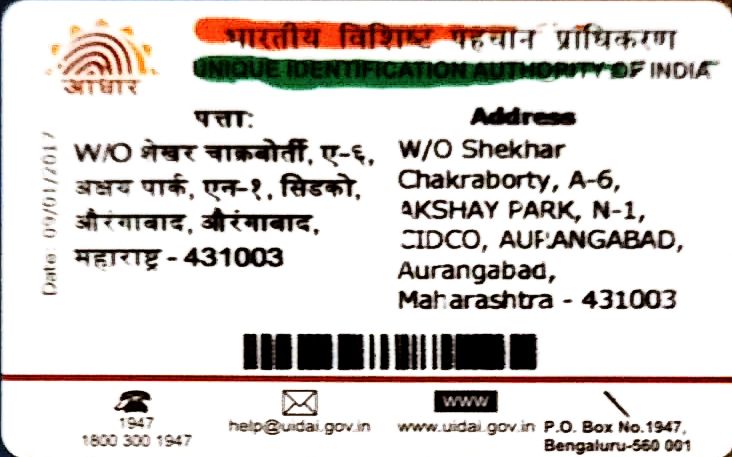 भारतीय विशिष्ट पहचान प्राधिकरण
UNIQUE IDENTIFICATION AUTHORITY OF INDIA
आधार
पत्ता:
W/O शेखर चाक्रबोर्ती, ए-६,
अक्षय पार्क, एन-१, सिडको,
औरंगाबाद, औरंगाबाद,
महाराष्ट्र - 431003
Address
W/O Shekhar
Chakraborty, A-6,
AKSHAY PARK, N-1,
CIDCO, AURANGABAD,
Aurangabad,
Maharashtra - 431003
Date: 09/01/2017
1947
1800 300 1947
help@uidai.gov.in
www
www.uidai.gov.in
P.O. Box No.1947,
Bengaluru-560 001